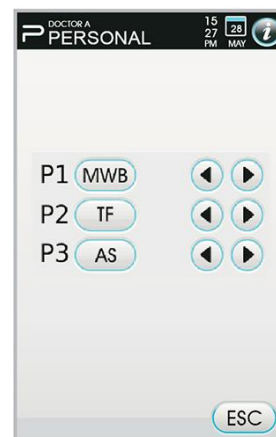 DOCTOR A
PERSONAL
15
27
PM
28
MAY
i
P1 MWB
P2 TF
P3 AS
ESC